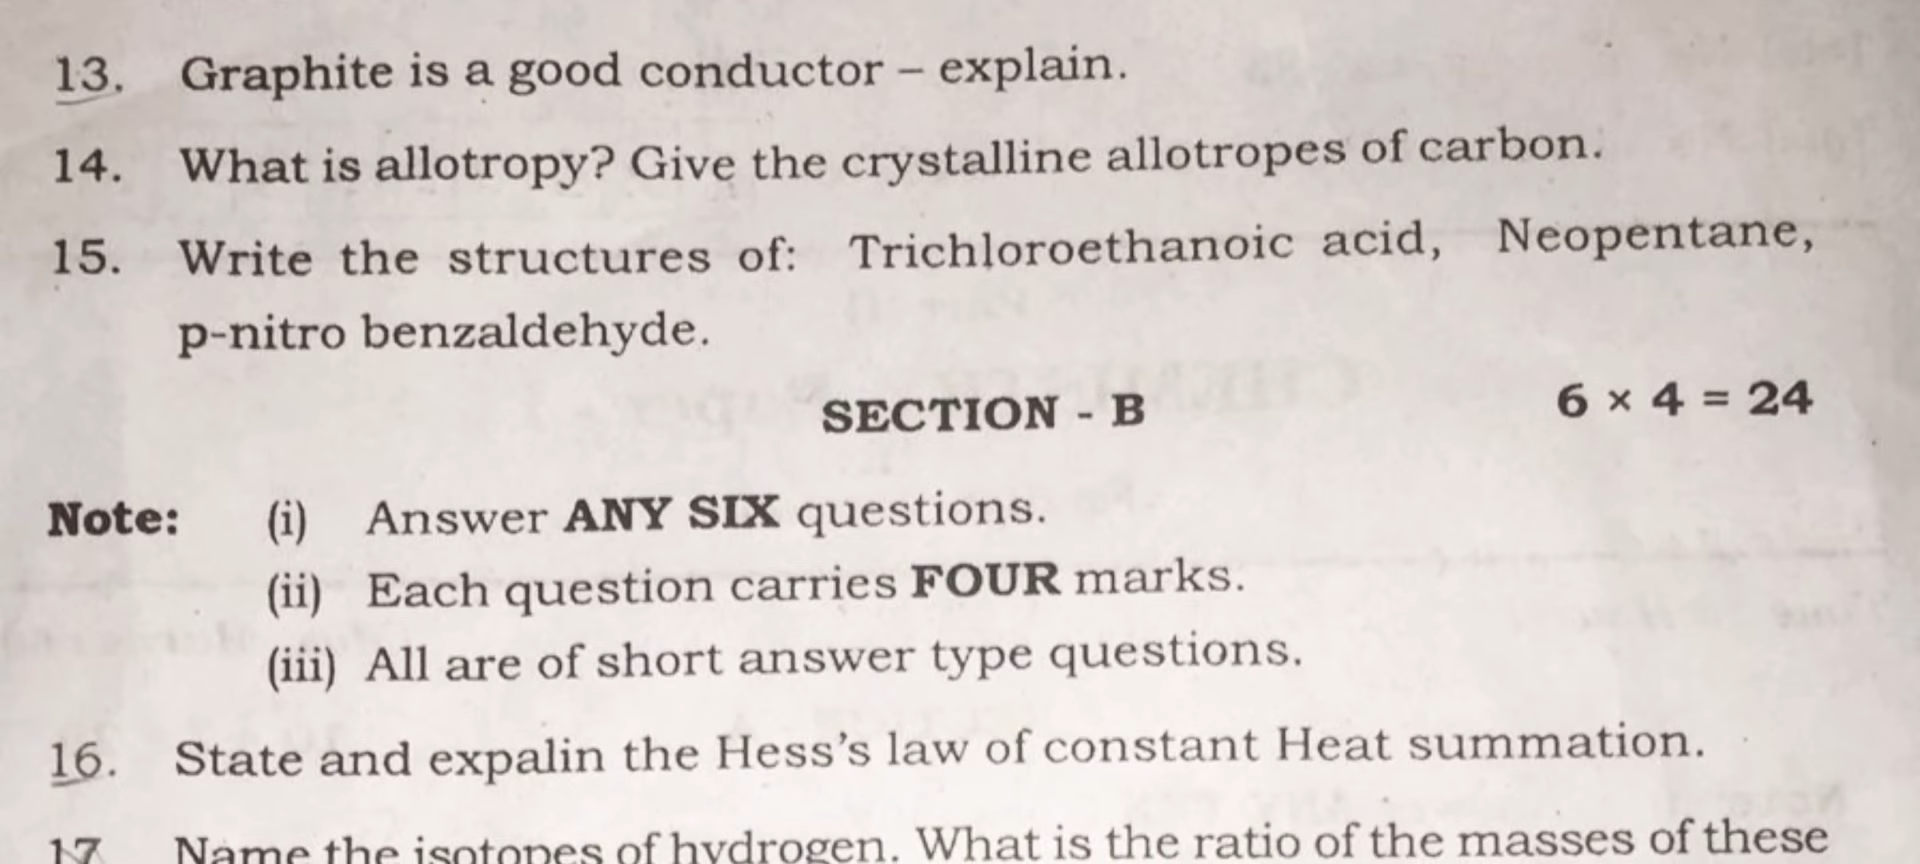 13. Graphite is a good conductor – explain.
14. What is allotropy? Give the crystalline allotropes of carbon.
15. Write the structures of: Trichloroethanoic acid, Neopentane,
p-nitro benzaldehyde.
SECTION - B 6 × 4 = 24
Note: (i) Answer ANY SIX questions.
(ii) Each question carries FOUR marks.
(iii) All are of short answer type questions.
16. State and expalin the Hess's law of constant Heat summation.
17 Name the isotopes of hydrogen. What is the ratio of the masses of these